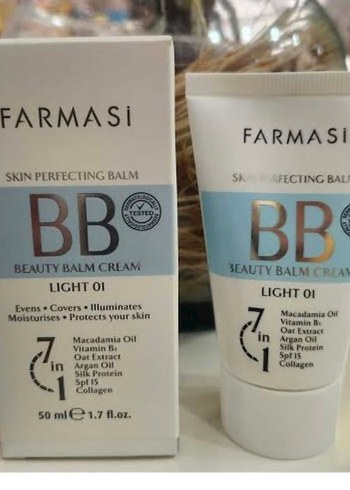 FARMASi
SKIN PERFECTING BALM
BB
TESTED
BEAUTY BALM CREAM
LIGHT 01
Evens • Covers • Illuminates
Moisturises • Protects your skin
7 in 1
Macadamia Oil
Vitamin B₅
Oat Extract
Argan Oil
Silk Protein
Spf 15
Collagen
50 ml ℮ 1.7 fl.oz.
FARMASi
SKIN PERFECTING BALM
BB
BEAUTY BALM CREAM
LIGHT 01
7 in 1
Macadamia Oil
Vitamin B₅
Oat Extract
Argan Oil
Silk Protein
Spf 15
Collagen